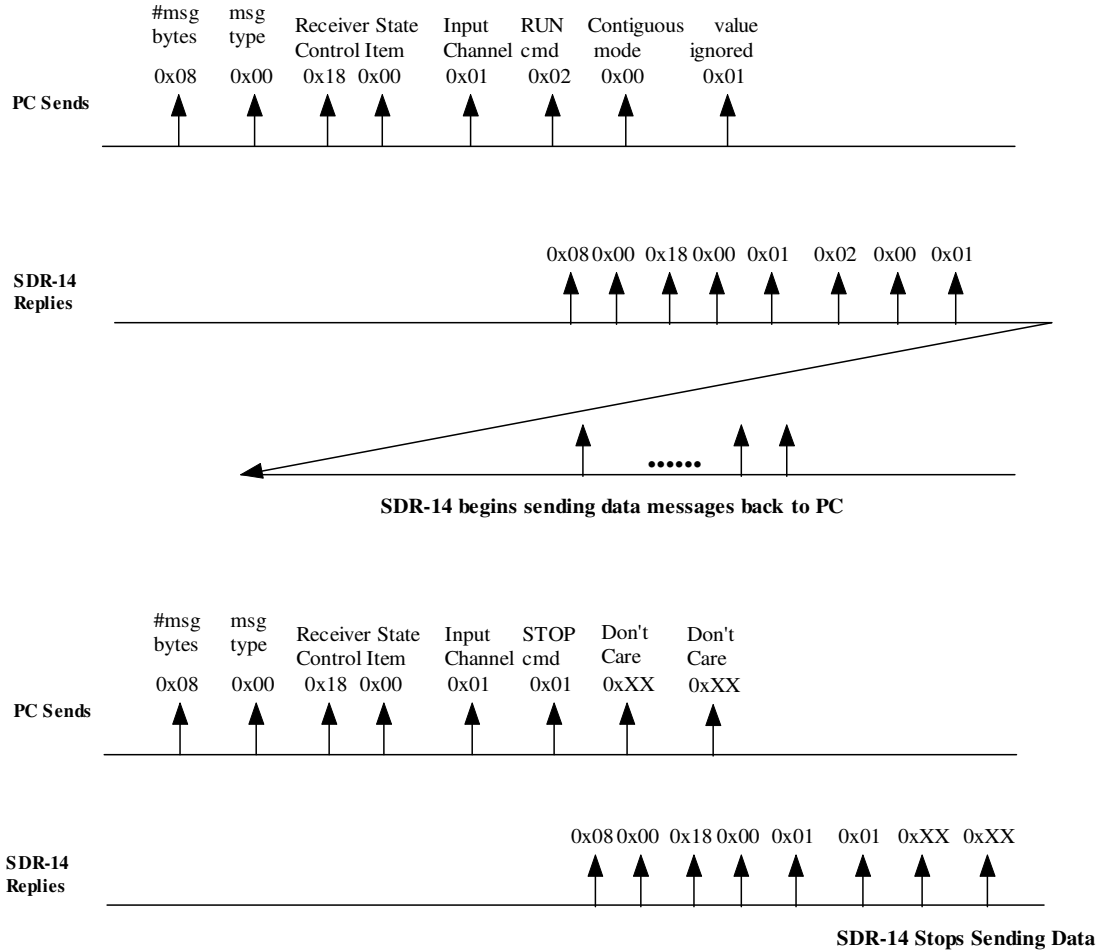 #msg msg Receiver State Input RUN Contiguous value
bytes type Control Item Channel cmd mode ignored
0x08 0x00 0x18 0x00 0x01 0x02 0x00 0x01
PC Sends
0x08 0x00 0x18 0x00 0x01 0x02 0x00 0x01
SDR-14
Replies
......
SDR-14 begins sending data messages back to PC
#msg msg Receiver State Input STOP Don't Don't
bytes type Control Item Channel cmd Care Care
0x08 0x00 0x18 0x00 0x01 0x01 0xXX 0xXX
PC Sends
0x08 0x00 0x18 0x00 0x01 0x01 0xXX 0xXX
SDR-14
Replies
SDR-14 Stops Sending Data